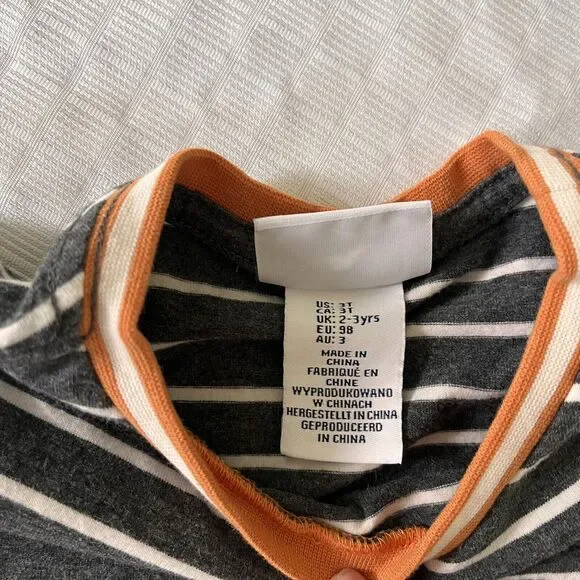 US: 3T
CA: 3T
UK: 2-3yrs
EU: 98
AU: 3
MADE IN
CHINA
FABRIQUÉ EN
CHINE
WYPRODUKOWANO
W CHINACH
HERGESTELLT IN CHINA
GEPRODUCEERD
IN CHINA